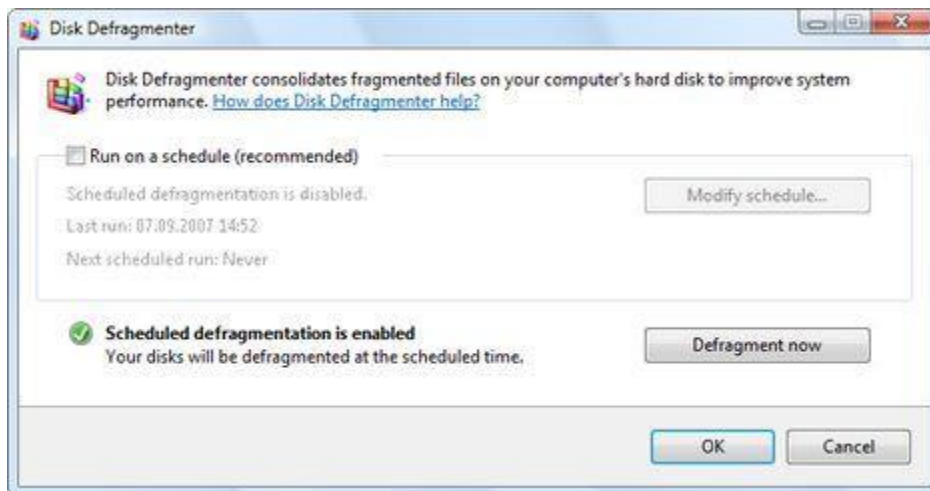 Disk Defragmenter
Disk Defragmenter consolidates fragmented files on your computer's hard disk to improve system
performance. How does Disk Defragmenter help?
Run on a schedule (recommended)
Scheduled defragmentation is disabled.
Modify schedule...
Last run: 07.09.2007 14:52
Next scheduled run: Never
Scheduled defragmentation is enabled
Your disks will be defragmented at the scheduled time.
Defragment now
OK
Cancel